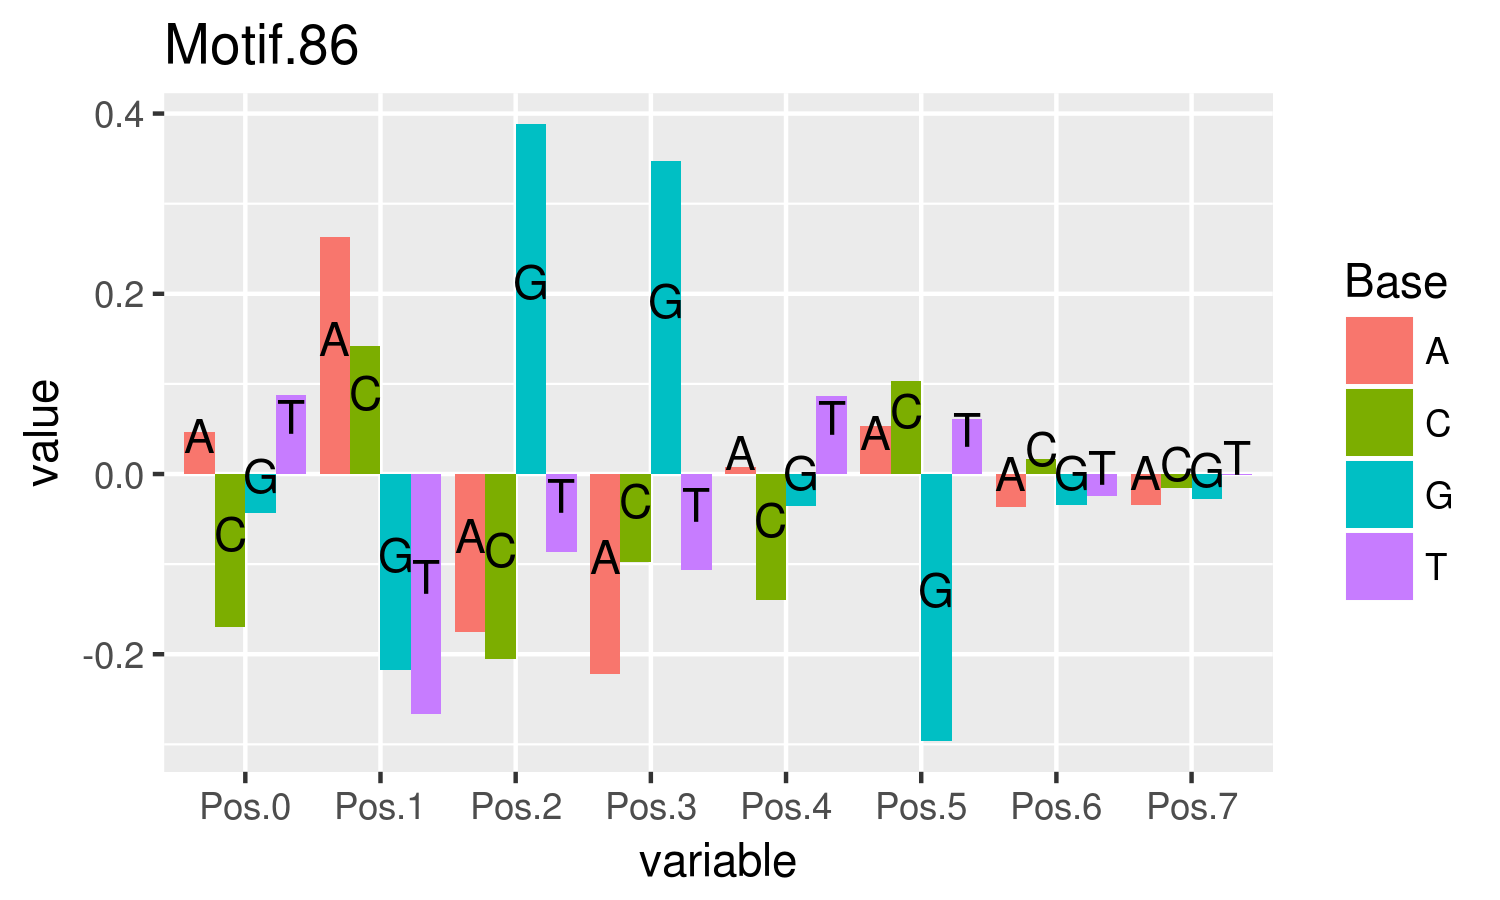 Motif.86
0.4
0.2
0.0
-0.2
value
A C G T
A C G T
A C G T
A C G T
A C G T
A C G T
A C G T
A C G T
Pos.0 Pos.1 Pos.2 Pos.3 Pos.4 Pos.5 Pos.6 Pos.7
variable
Base
A
C
G
T